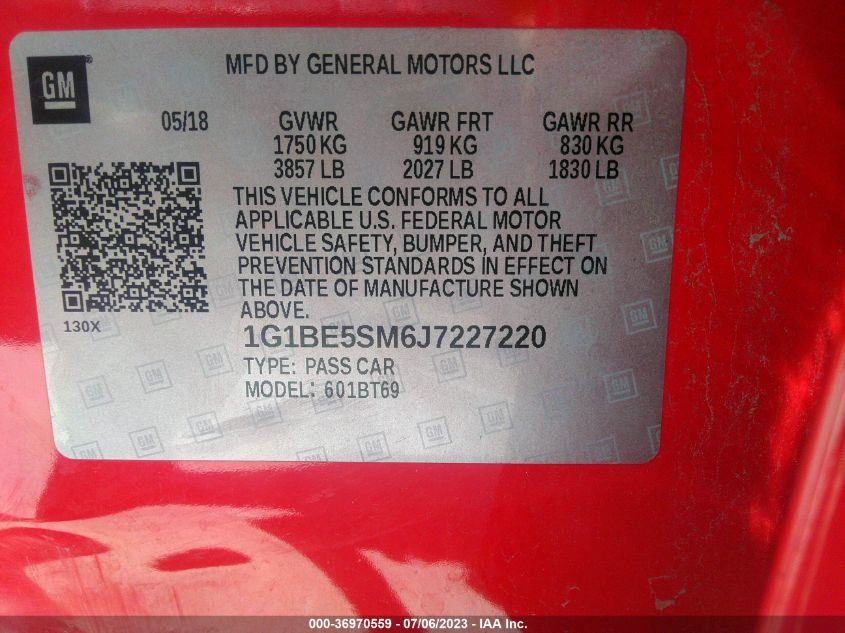 GM
MFD BY GENERAL MOTORS LLC
05/18 GVWR GAWR FRT GAWR RR
1750 KG 919 KG 830 KG
3857 LB 2027 LB 1830 LB
THIS VEHICLE CONFORMS TO ALL
APPLICABLE U.S. FEDERAL MOTOR
VEHICLE SAFETY, BUMPER, AND THEFT
PREVENTION STANDARDS IN EFFECT ON
THE DATE OF MANUFACTURE SHOWN
ABOVE.
130X
1G1BE5SM6J7227220
TYPE: PASS CAR
MODEL: 601BT69
000-36970559 - 07/06/2023 - IAA Inc.